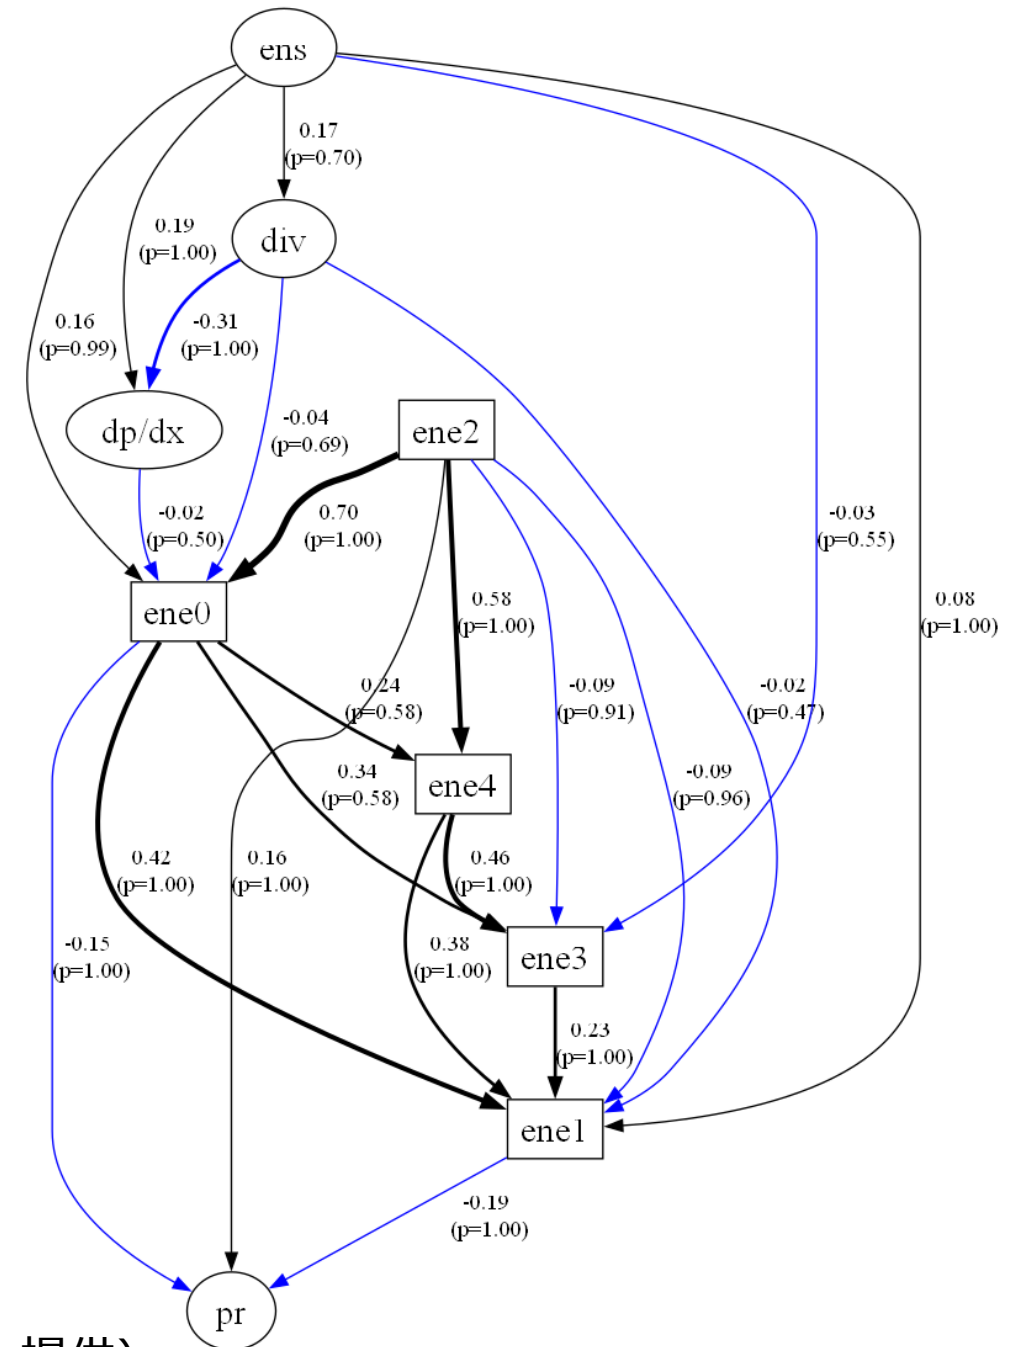 ens
0.17
(p=0.70)
0.19
(p=1.00)
div
0.16
(p=0.99)
-0.31
(p=1.00)
dp/dx
-0.04
(p=0.69)
ene2
-0.02
(p=0.50)
0.70
(p=1.00)
-0.03
(p=0.55)
ene0
0.58
(p=1.00)
0.08
(p=1.00)
0.24
(p=0.58)
-0.09
(p=0.91)
-0.02
(p=0.47)
0.34
(p=0.58)
ene4
-0.09
(p=0.96)
0.42
(p=1.00)
0.16
(p=1.00)
0.46
(p=1.00)
-0.15
(p=1.00)
0.38
(p=1.00)
ene3
0.23
(p=1.00)
ene1
-0.19
(p=1.00)
pr
提供)